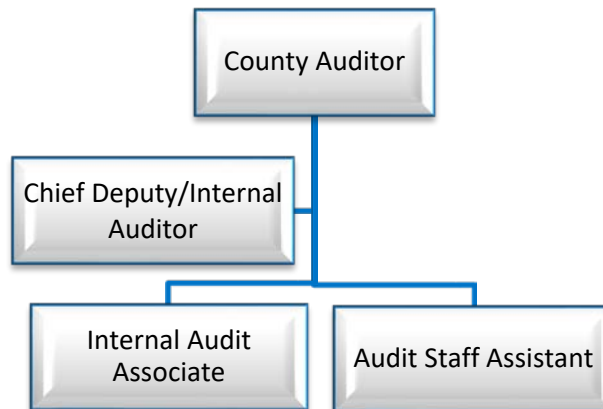 County Auditor
Chief Deputy/Internal
Auditor
Internal Audit
Associate
Audit Staff Assistant